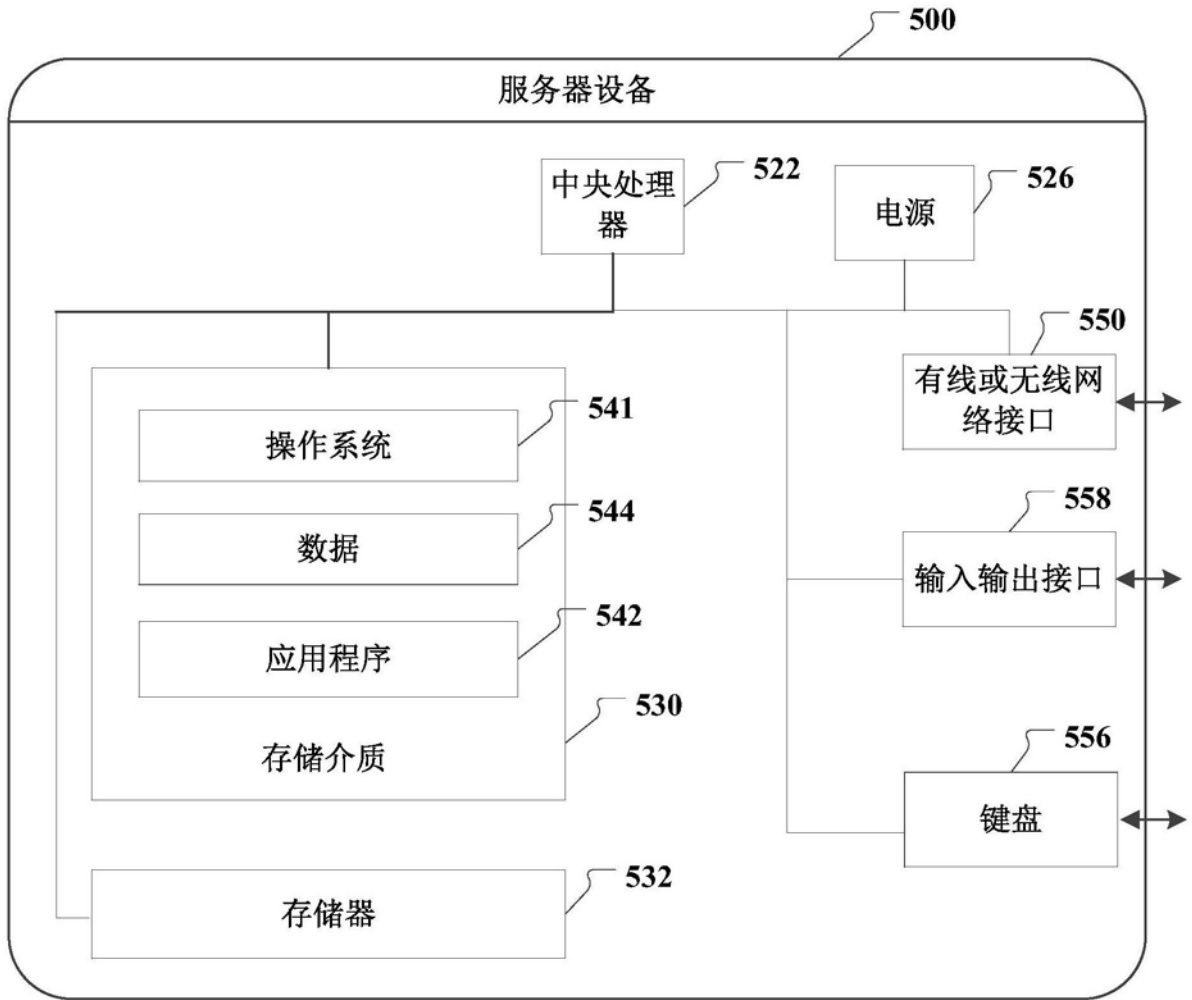 500
服务器设备
中央处理
器
522
电源
526
550
有线或无线网
络接口
541
操作系统
544
数据
558
输入输出接口
542
应用程序
530
存储介质
556
键盘
532
存储器